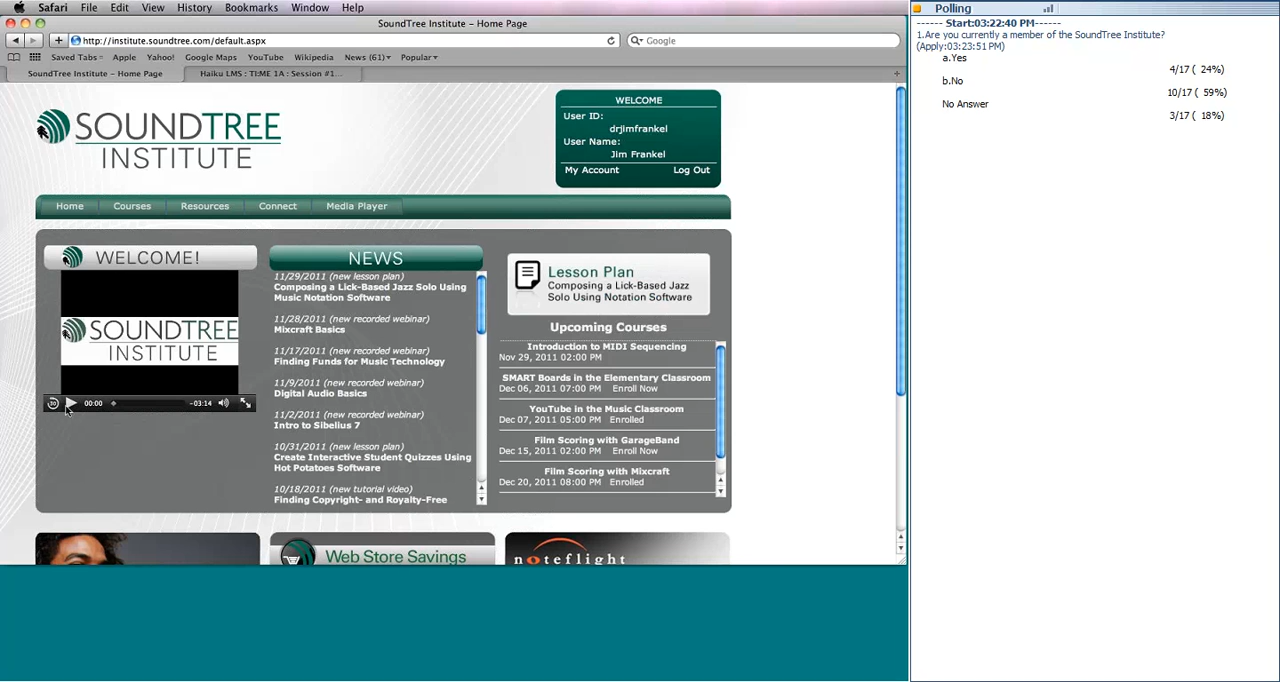 Safari File Edit View History Bookmarks Window Help
SoundTree Institute - Home Page
http://institute.soundtree.com/default.aspx
Google
Saved Tabs Apple Yahoo! Google Maps YouTube Wikipedia News (61) Popular
SoundTree Institute - Home Page
Haiku LMS : TI:ME 1A : Session #1...
SOUNDTREE
INSTITUTE
WELCOME
User ID:
drjimfrankel
User Name:
Jim Frankel
My Account Log Out
Home Courses Resources Connect Media Player
WELCOME!
SOUNDTREE
INSTITUTE
30 00:00 -03:14
NEWS
11/29/2011 (new lesson plan)
Composing a Lick-Based Jazz Solo Using
Music Notation Software
11/28/2011 (new recorded webinar)
Mixcraft Basics
11/17/2011 (new recorded webinar)
Finding Funds for Music Technology
11/9/2011 (new recorded webinar)
Digital Audio Basics
11/2/2011 (new recorded webinar)
Intro to Sibelius 7
10/31/2011 (new lesson plan)
Create Interactive Student Quizzes Using
Hot Potatoes Software
10/18/2011 (new tutorial video)
Finding Copyright- and Royalty-Free
Lesson Plan
Composing a Lick-Based Jazz
Solo Using Notation Software
Upcoming Courses
Introduction to MIDI Sequencing
Nov 29, 2011 02:00 PM
SMART Boards in the Elementary Classroom
Dec 06, 2011 07:00 PM Enroll Now
YouTube in the Music Classroom
Dec 07, 2011 05:00 PM Enrolled
Film Scoring with GarageBand
Dec 15, 2011 02:00 PM Enroll Now
Film Scoring with Mixcraft
Dec 20, 2011 08:00 PM Enrolled
Web Store Savings
noteflight
Polling
------ Start:03:22:40 PM------
1.Are you currently a member of the SoundTree Institute?
(Apply:03:23:51 PM)
a.Yes
4/17 ( 24%)
b.No
10/17 ( 59%)
No Answer
3/17 ( 18%)